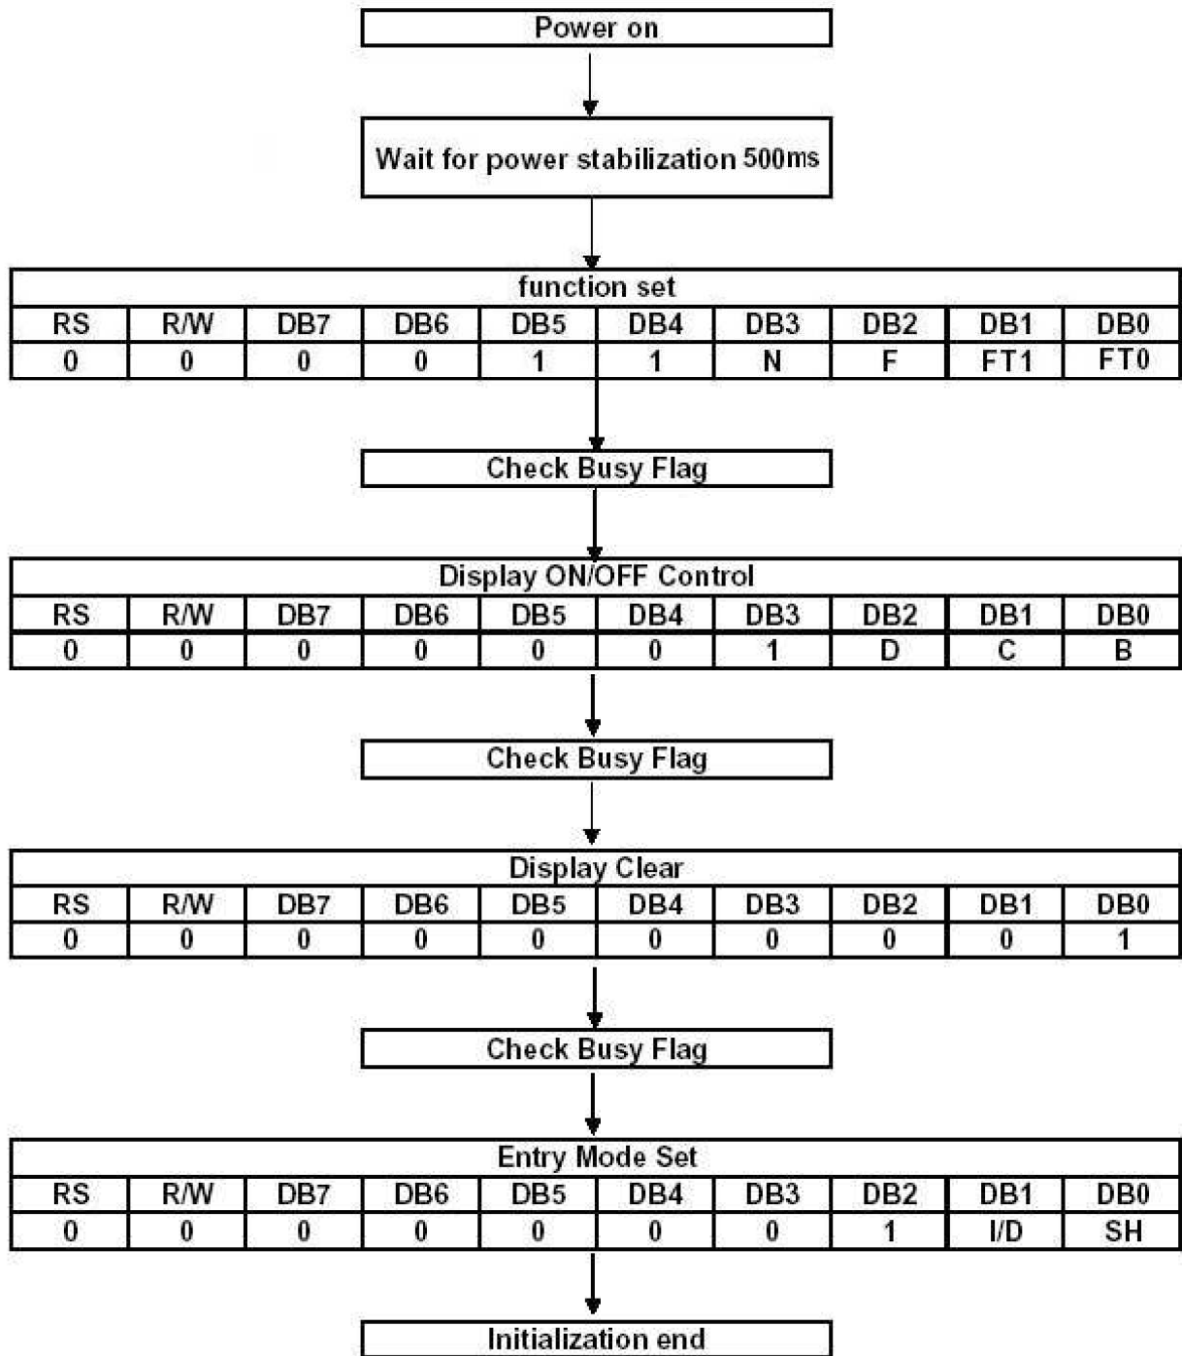 Power on
Wait for power stabilization 500ms
function set
RS R/W DB7 DB6 DB5 DB4 DB3 DB2 DB1 DB0
0 0 0 0 1 1 N F FT1 FT0
Check Busy Flag
Display ON/OFF Control
RS R/W DB7 DB6 DB5 DB4 DB3 DB2 DB1 DB0
0 0 0 0 0 0 1 D C B
Check Busy Flag
Display Clear
RS R/W DB7 DB6 DB5 DB4 DB3 DB2 DB1 DB0
0 0 0 0 0 0 0 0 0 1
Check Busy Flag
Entry Mode Set
RS R/W DB7 DB6 DB5 DB4 DB3 DB2 DB1 DB0
0 0 0 0 0 0 0 1 I/D SH
Initialization end